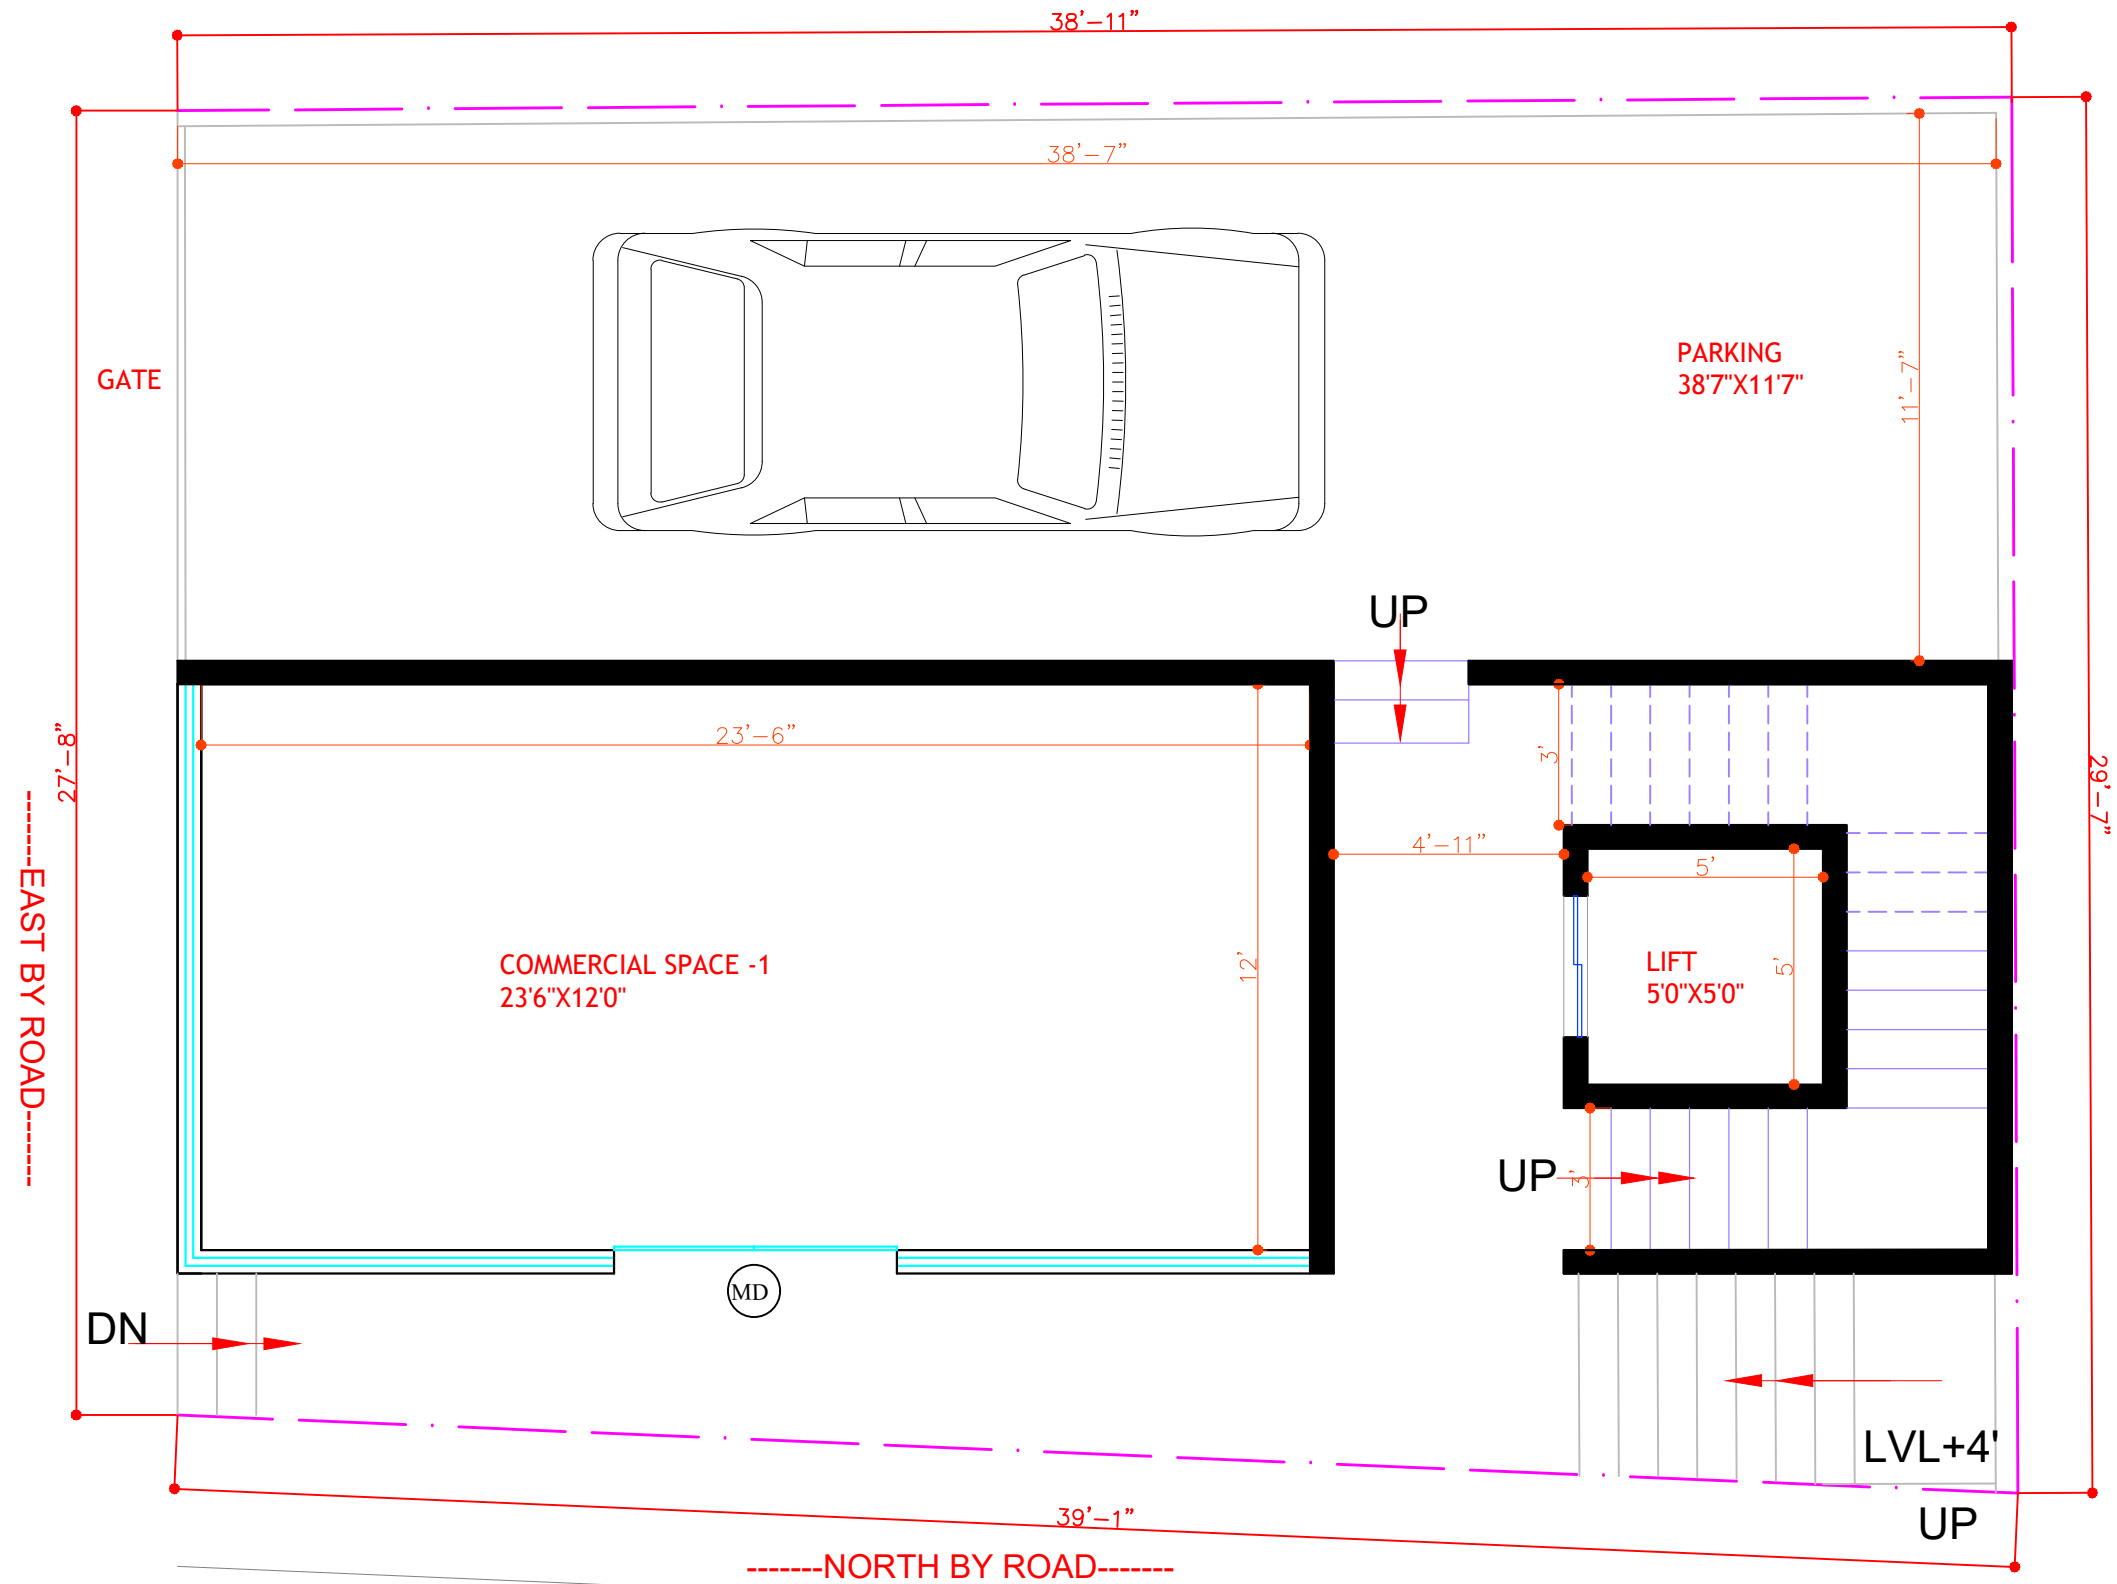 38'-11"
38'-7"
GATE
PARKING
38'7"X11'7"
11'-7"
UP
27'-8"
23'-6"
3'
29'-7"
4'-11"
5'
-------EAST BY ROAD-------
COMMERCIAL SPACE -1
23'6"X12'0"
12'
LIFT
5'0"X5'0"
5'
UP
3'
MD
DN
LVL+4'
39'-1"
UP
-------NORTH BY ROAD-------